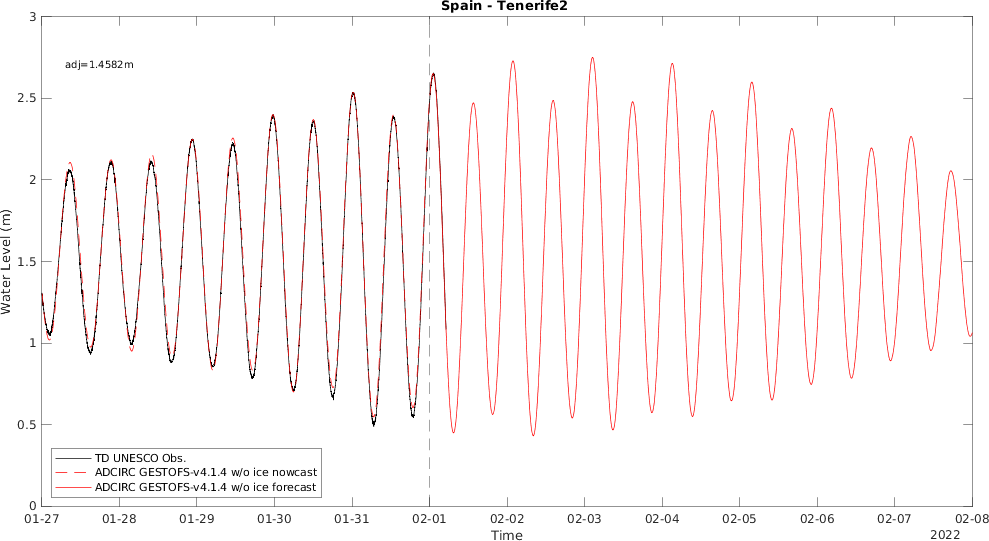 Spain - Tenerife2
adj=1.4582m
3
2.5
2
1.5
1
0.5
0
Water Level (m)
TD UNESCO Obs.
ADCIRC GESTOFS-v4.1.4 w/o ice nowcast
ADCIRC GESTOFS-v4.1.4 w/o ice forecast
01-27 01-28 01-29 01-30 01-31 02-01 02-02 02-03 02-04 02-05 02-06 02-07 02-08
Time
2022